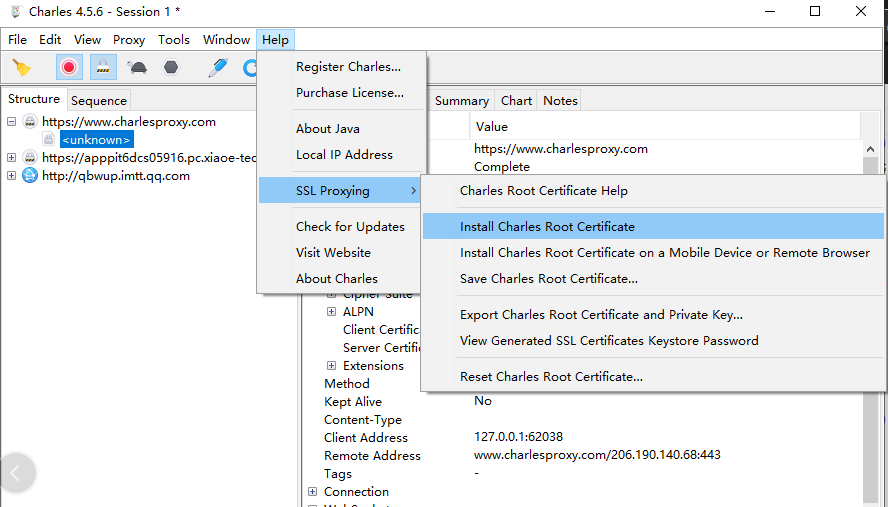 Charles 4.5.6 - Session 1 *
File Edit View Proxy Tools Window Help
Structure Sequence
https://www.charlesproxy.com
<unknown>
https://apppit6dcs05916.pc.xiaoe-tec
http://qbwup.imtt.qq.com
Register Charles...
Purchase License...
About Java
Local IP Address
SSL Proxying
Check for Updates
Visit Website
About Charles
Charles Root Certificate Help
Install Charles Root Certificate
Install Charles Root Certificate on a Mobile Device or Remote Browser
Save Charles Root Certificate...
Export Charles Root Certificate and Private Key...
View Generated SSL Certificates Keystore Password
Reset Charles Root Certificate...
Summary Chart Notes
Value
https://www.charlesproxy.com
Complete
Cipher Suite
ALPN
Client Certific
Server Certific
Extensions
Method
Kept Alive No
Content-Type
Client Address 127.0.0.1:62038
Remote Address www.charlesproxy.com/206.190.140.68:443
Tags -
Connection